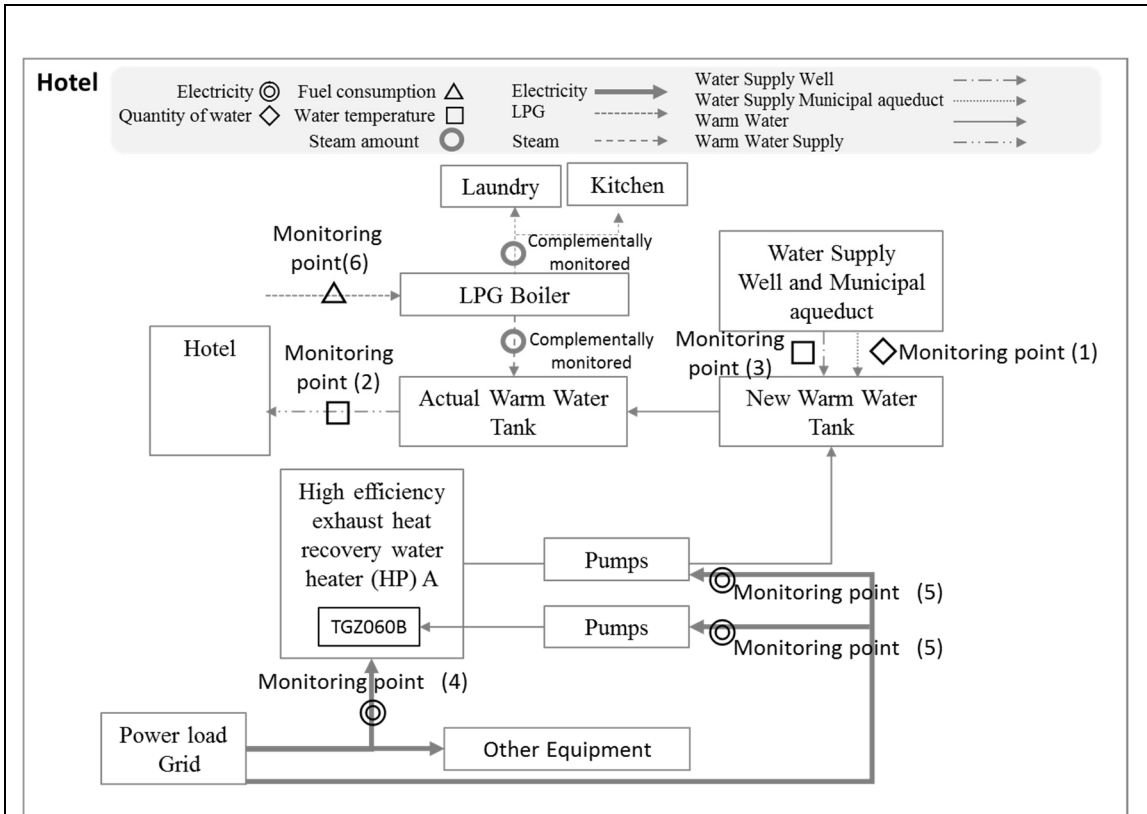 Hotel
Electricity
Fuel consumption
Quantity of water
Water temperature
Steam amount
Electricity
LPG
Steam
Water Supply Well
Water Supply Municipal aqueduct
Warm Water
Warm Water Supply
Laundry
Kitchen
Monitoring
point(6)
Complementally
monitored
LPG Boiler
Water Supply
Well and Municipal
aqueduct
Hotel
Monitoring
point (2)
Complementally
monitored
Monitoring
point (3)
Monitoring point (1)
Actual Warm Water
Tank
New Warm Water
Tank
High efficiency
exhaust heat
recovery water
heater (HP) A
TGZ060B
Pumps
Monitoring point (5)
Pumps
Monitoring point (5)
Monitoring point (4)
Power load
Grid
Other Equipment